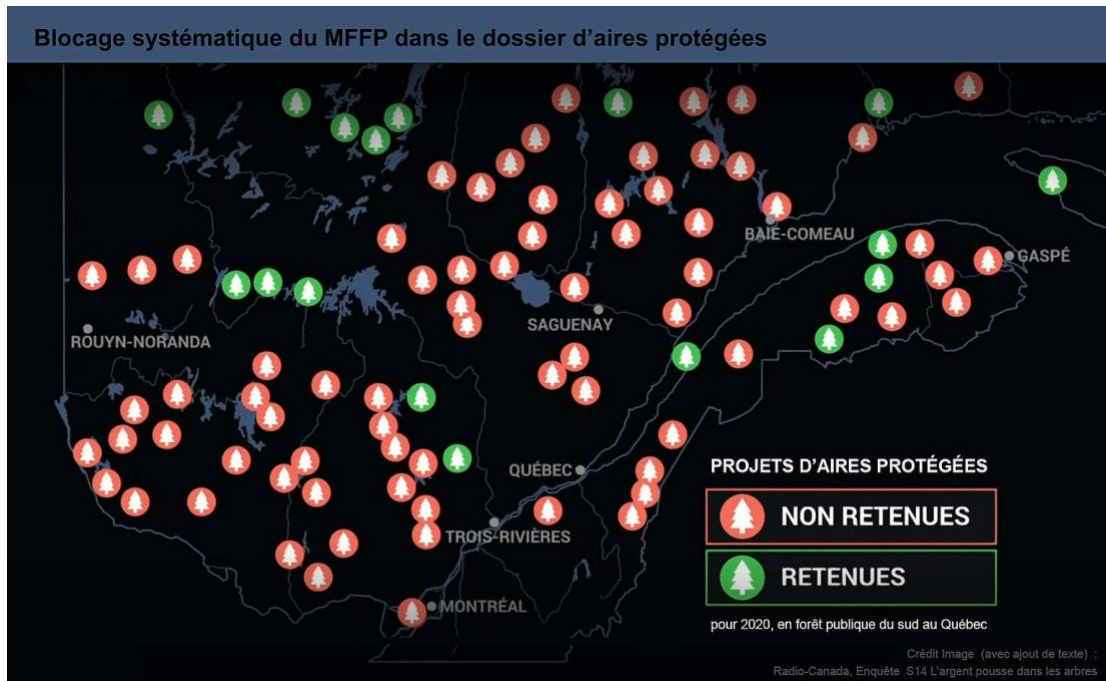 Blocage systématique du MFFP dans le dossier d'aires protégées
BAIE-COMEAU
GASPÉ
SAGUENAY
ROUYN-NORANDA
QUÉBEC
PROJETS D'AIRES PROTÉGÉES
NON RETENUES
TROIS-RIVIÈRES
RETENUES
MONTRÉAL
pour 2020, en forêt publique du sud au Québec
Crédit Image (avec ajout de texte) :
Radio-Canada, Enquête S14 L'argent pousse dans les arbres